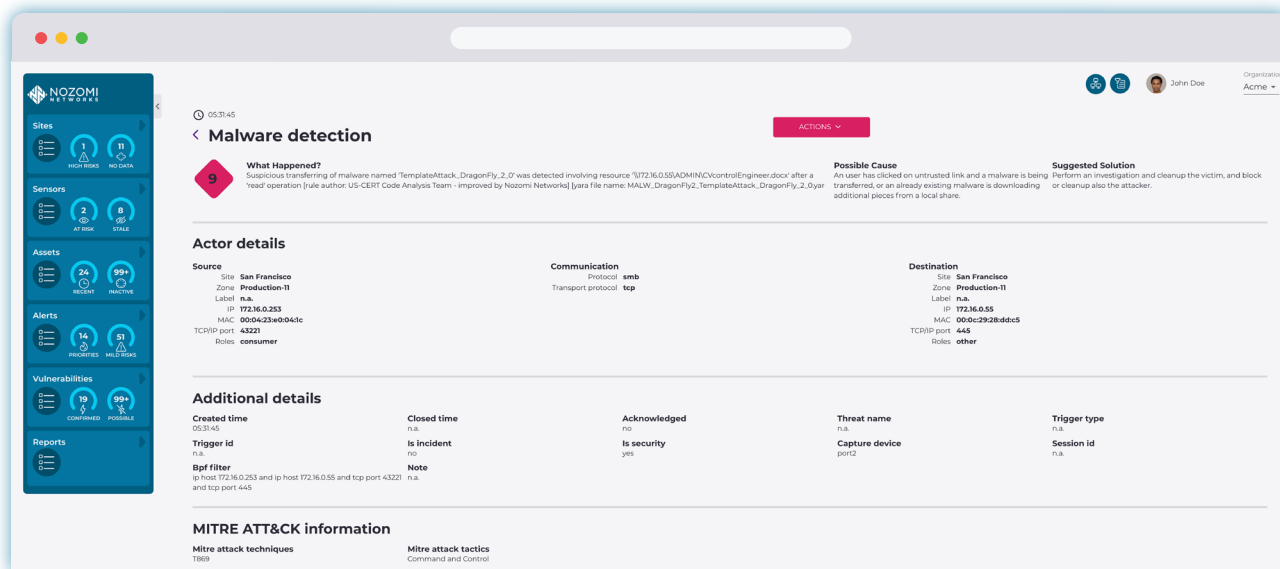 NOZOMI
NETWORKS
John Doe
Organization
Acme
Sites
1
HIGH RISKS
11
NO DATA
Sensors
2
AT RISK
8
STALE
Assets
24
RECENT
99+
INACTIVE
Alerts
14
PRIORITIES
51
MILD RISKS
Vulnerabilities
19
CONFIRMED
99+
POSSIBLE
Reports
05:31:45
Malware detection
ACTIONS
9
What Happened?
Suspicious transferring of malware named 'TemplateAttack_DragonFly_2_0' was detected involving resource '\\172.16.0.55\ADMIN\CVcontrolEngineer.docx' after a
'read' operation [rule author: US-CERT Code Analysis Team - improved by Nozomi Networks] [yara file name: MALW_DragonFly2_TemplateAttack_DragonFly_2_0.yar
Possible Cause
An user has clicked on untrusted link and a malware is being
transferred, or an already existing malware is downloading
additional pieces from a local share.
Suggested Solution
Perform an investigation and cleanup the victim, and block
or cleanup also the attacker.
Actor details
Source
Site San Francisco
Zone Production-11
Label n.a.
IP 172.16.0.253
MAC 00:04:23:e0:04:1c
TCP/IP port 43221
Roles consumer
Communication
Protocol smb
Transport protocol tcp
Destination
Site San Francisco
Zone Production-11
Label n.a.
IP 172.16.0.55
MAC 00:0c:29:28:dd:c5
TCP/IP port 445
Roles other
Additional details
Created time
05:31:45
Closed time
n.a.
Acknowledged
no
Threat name
n.a.
Trigger type
n.a.
Trigger id
n.a.
Is incident
no
Is security
yes
Capture device
port2
Session id
n.a.
Bpf filter
ip host 172.16.0.253 and ip host 172.16.0.55 and tcp port 43221
and tcp port 445
Note
n.a.
MITRE ATT&CK information
Mitre attack techniques
T869
Mitre attack tactics
Command and Control